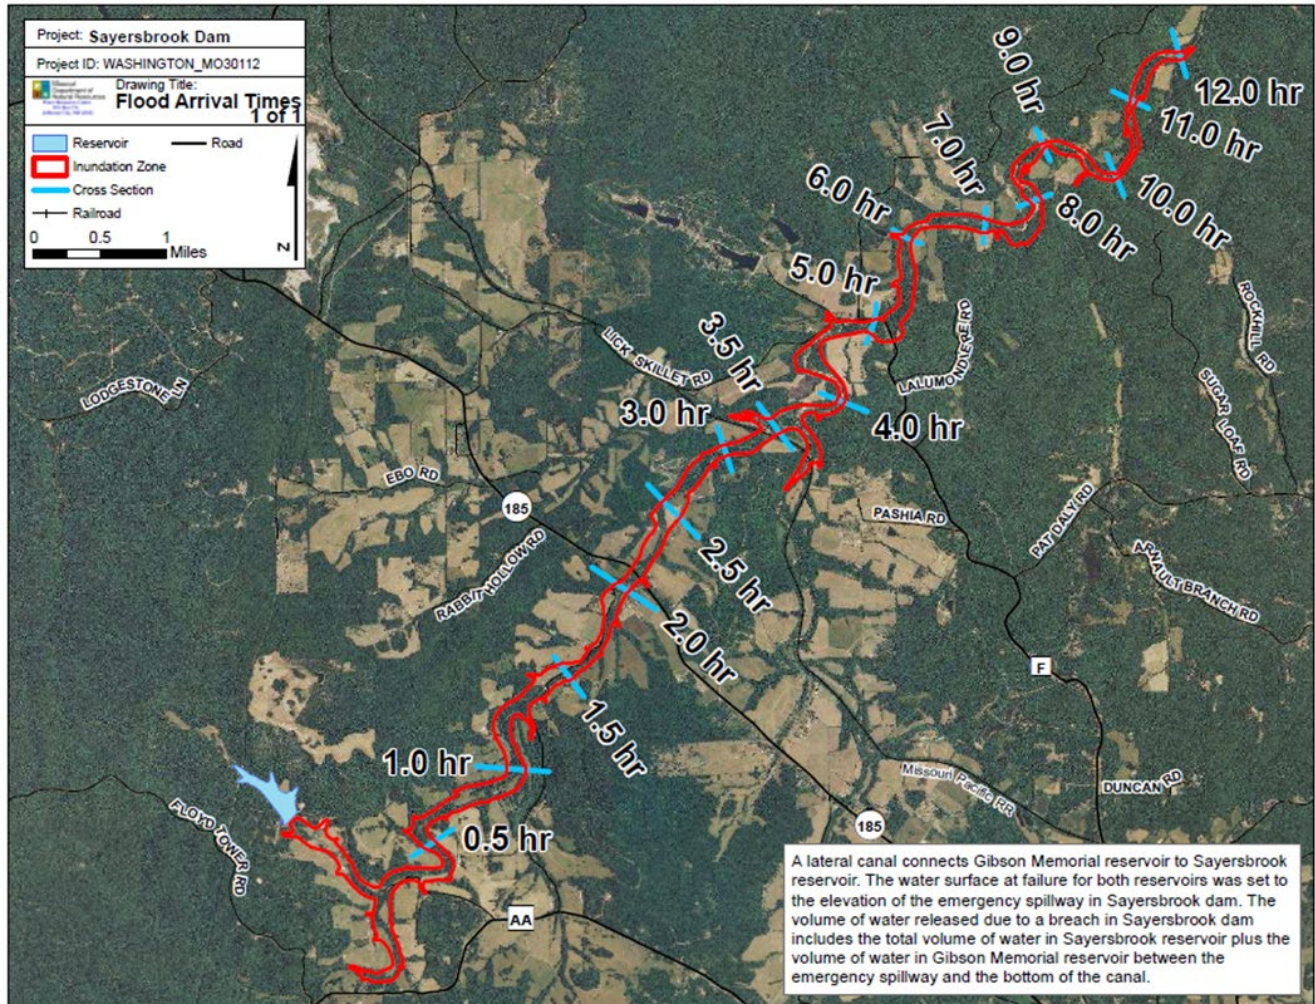 Project: Sayersbrook Dam
Project ID: WASHINGTON_MO30112
Missouri
Department of
Natural Resources
Drawing Title:
Flood Arrival Times
1 of 1
Reservoir
Road
Inundation Zone
Cross Section
Railroad
0 0.5 1
Miles
N
12.0 hr
11.0 hr
10.0 hr
9.0 hr
8.0 hr
7.0 hr
6.0 hr
5.0 hr
4.0 hr
3.5 hr
3.0 hr
2.5 hr
2.0 hr
1.5 hr
1.0 hr
0.5 hr
LODGESTONE LN
LICK SKILLET RD
LALUMONDIERE RD
ROCKHILL RD
SUGAR LOAF RD
EBO RD
185
RABBIT HOLLOW RD
PASHIA RD
PAT DALY RD
ARNAULT BRANCH RD
F
Missouri Pacific RR
DUNCAN RD
185
FLOYD TOWER RD
AA
A lateral canal connects Gibson Memorial reservoir to Sayersbrook
reservoir. The water surface at failure for both reservoirs was set to
the elevation of the emergency spillway in Sayersbrook dam. The
volume of water released due to a breach in Sayersbrook dam
includes the total volume of water in Sayersbrook reservoir plus the
volume of water in Gibson Memorial reservoir between the
emergency spillway and the bottom of the canal.